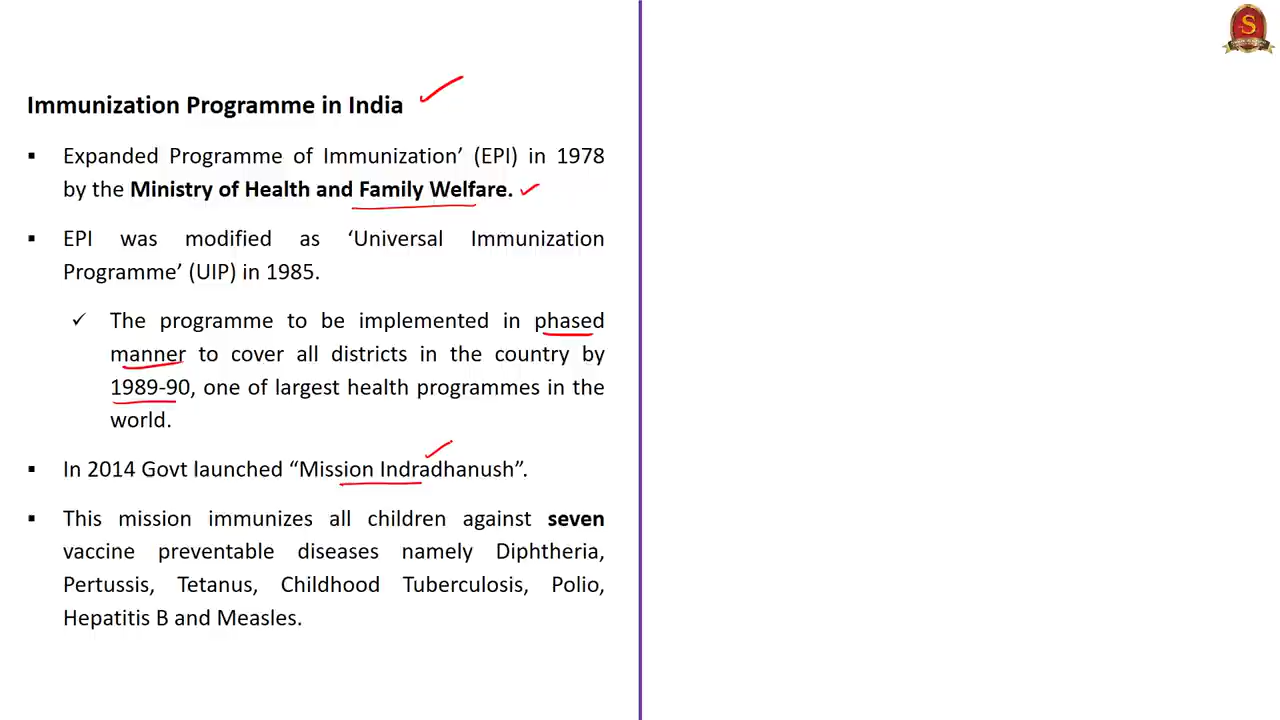 Immunization Programme in India
▪ Expanded Programme of Immunization’ (EPI) in 1978
by the Ministry of Health and Family Welfare.
▪ EPI was modified as ‘Universal Immunization
Programme’ (UIP) in 1985.
✓ The programme to be implemented in phased
manner to cover all districts in the country by
1989-90, one of largest health programmes in the
world.
▪ In 2014 Govt launched “Mission Indradhanush”.
▪ This mission immunizes all children against seven
vaccine preventable diseases namely Diphtheria,
Pertussis, Tetanus, Childhood Tuberculosis, Polio,
Hepatitis B and Measles.
S